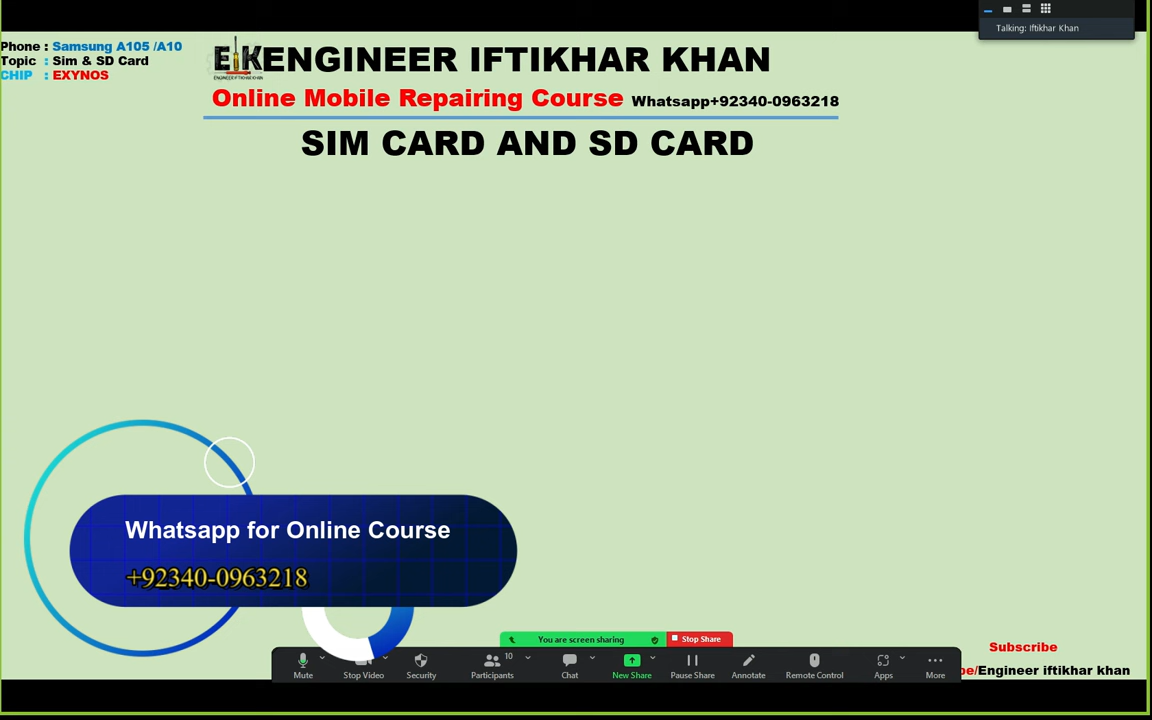 Talking: Iftikhar Khan
Phone : Samsung A105 /A10
Topic : Sim & SD Card
CHIP : EXYNOS
EIK ENGINEER IFTIKHAR KHAN
Online Mobile Repairing Course Whatsapp+92340-0963218
SIM CARD AND SD CARD
Whatsapp for Online Course
+92340-0963218
You are screen sharing Stop Share
10
Mute Stop Video Security Participants Chat New Share Pause Share Annotate Remote Control Apps More
Subscribe
be/Engineer iftikhar khan